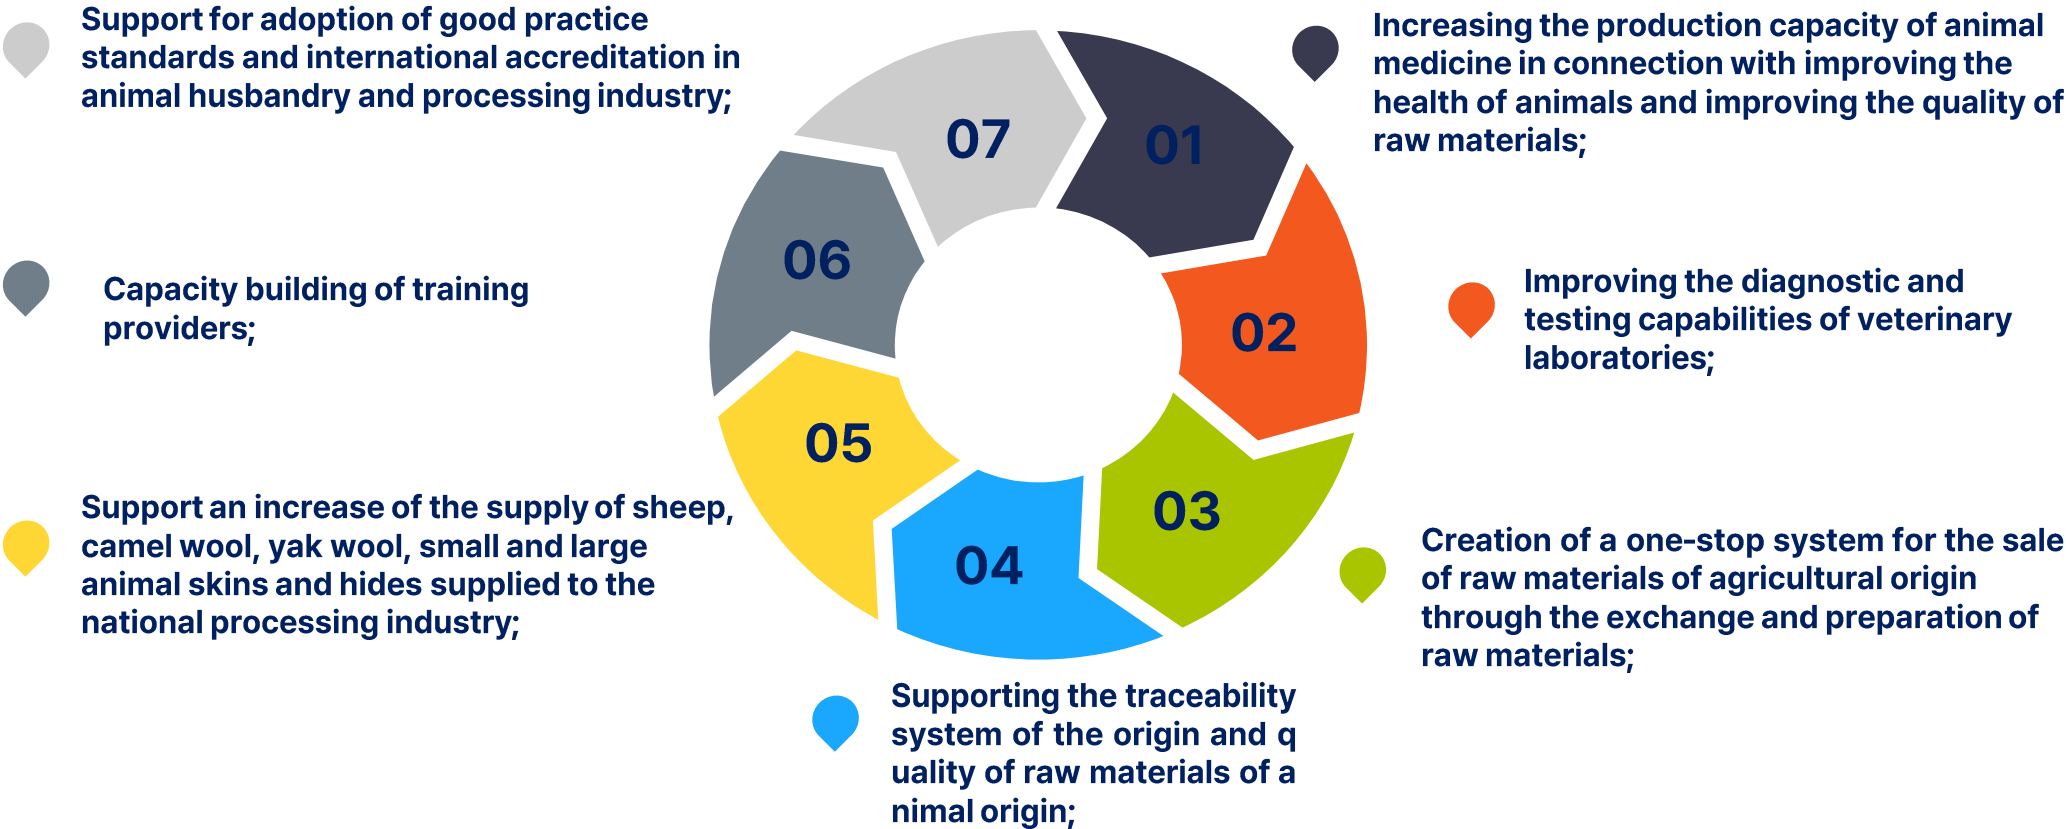 Support for adoption of good practice
standards and international accreditation in
animal husbandry and processing industry;
Increasing the production capacity of animal
medicine in connection with improving the
health of animals and improving the quality of
raw materials;
07
01
06
02
Capacity building of training
providers;
Improving the diagnostic and
testing capabilities of veterinary
laboratories;
05
03
04
Support an increase of the supply of sheep,
camel wool, yak wool, small and large
animal skins and hides supplied to the
national processing industry;
Creation of a one-stop system for the sale
of raw materials of agricultural origin
through the exchange and preparation of
raw materials;
Supporting the traceability
system of the origin and q
uality of raw materials of a
nimal origin;